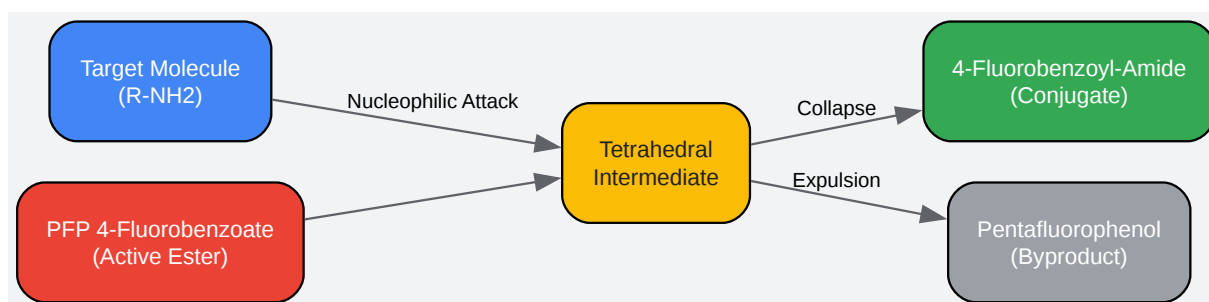 Target Molecule
(R-NH2)
Nucleophilic Attack
PFP 4-Fluorobenzoate
(Active Ester)
Tetrahedral
Intermediate
Collapse
Expulsion
4-Fluorobenzoyl-Amide
(Conjugate)
Pentafluorophenol
(Byproduct)